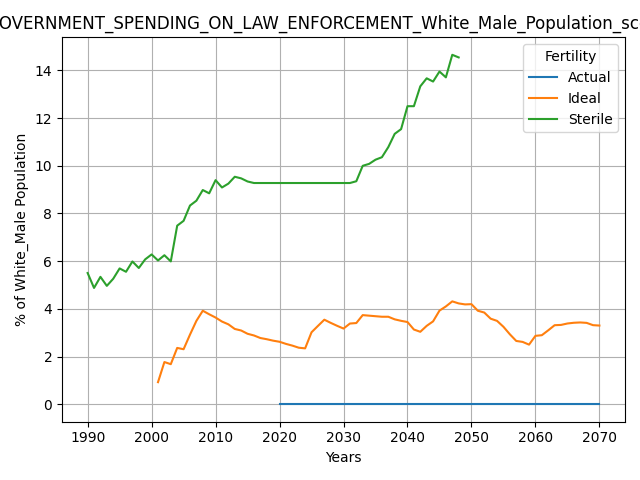 OVERNMENT_SPENDING_ON_LAW_ENFORCEMENT_White_Male_Population_sc
% of White_Male Population
14
12
10
8
6
4
2
0
Fertility
Actual
Ideal
Sterile
1990 2000 2010 2020 2030 2040 2050 2060 2070
Years